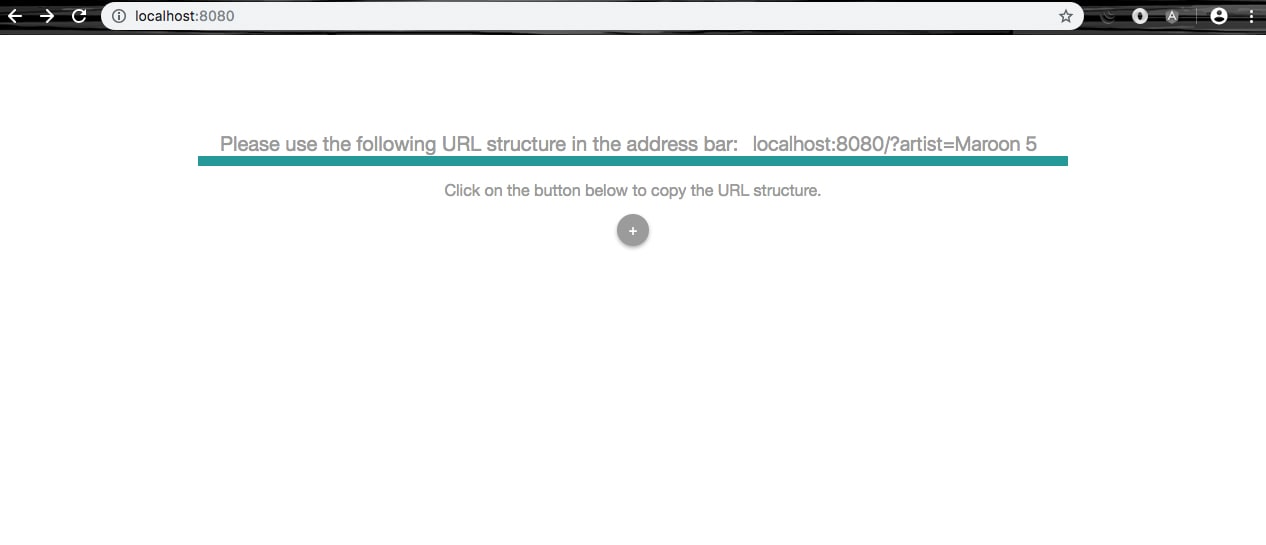 localhost:8080
Please use the following URL structure in the address bar: localhost:8080/?artist=Maroon 5
Click on the button below to copy the URL structure.
+